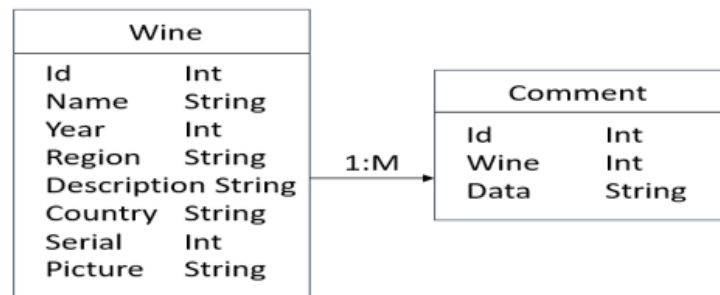 Wine
Id Int
Name String
Year Int
Region String
Description String
Country String
Serial Int
Picture String
1:M
Comment
Id Int
Wine Int
Data String